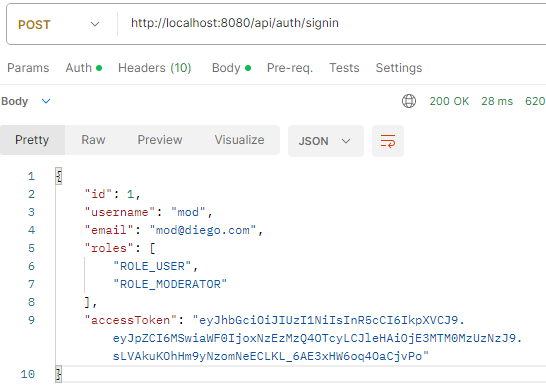 POST http://localhost:8080/api/auth/signin
Params Auth Headers (10) Body Pre-req. Tests Settings
Body 200 OK 28 ms 620
Pretty Raw Preview Visualize JSON
1 {
2 "id": 1,
3 "username": "mod",
4 "email": "mod@diego.com",
5 "roles": [
6 "ROLE_USER",
7 "ROLE_MODERATOR"
8 ],
9 "accessToken": "eyJhbGciOiJIUzI1NiIsInR5cCI6IkpXVCJ9.
eyJpZCI6MSwiaWF0IjoxNzEzMzQ4OTcyLCJleHAiOjE3MTM0MzUzNzJ9.
sLVAkuKOhHm9yNzomNeECLKL_6AE3xHW6oq4OaCjvPo"
10 }